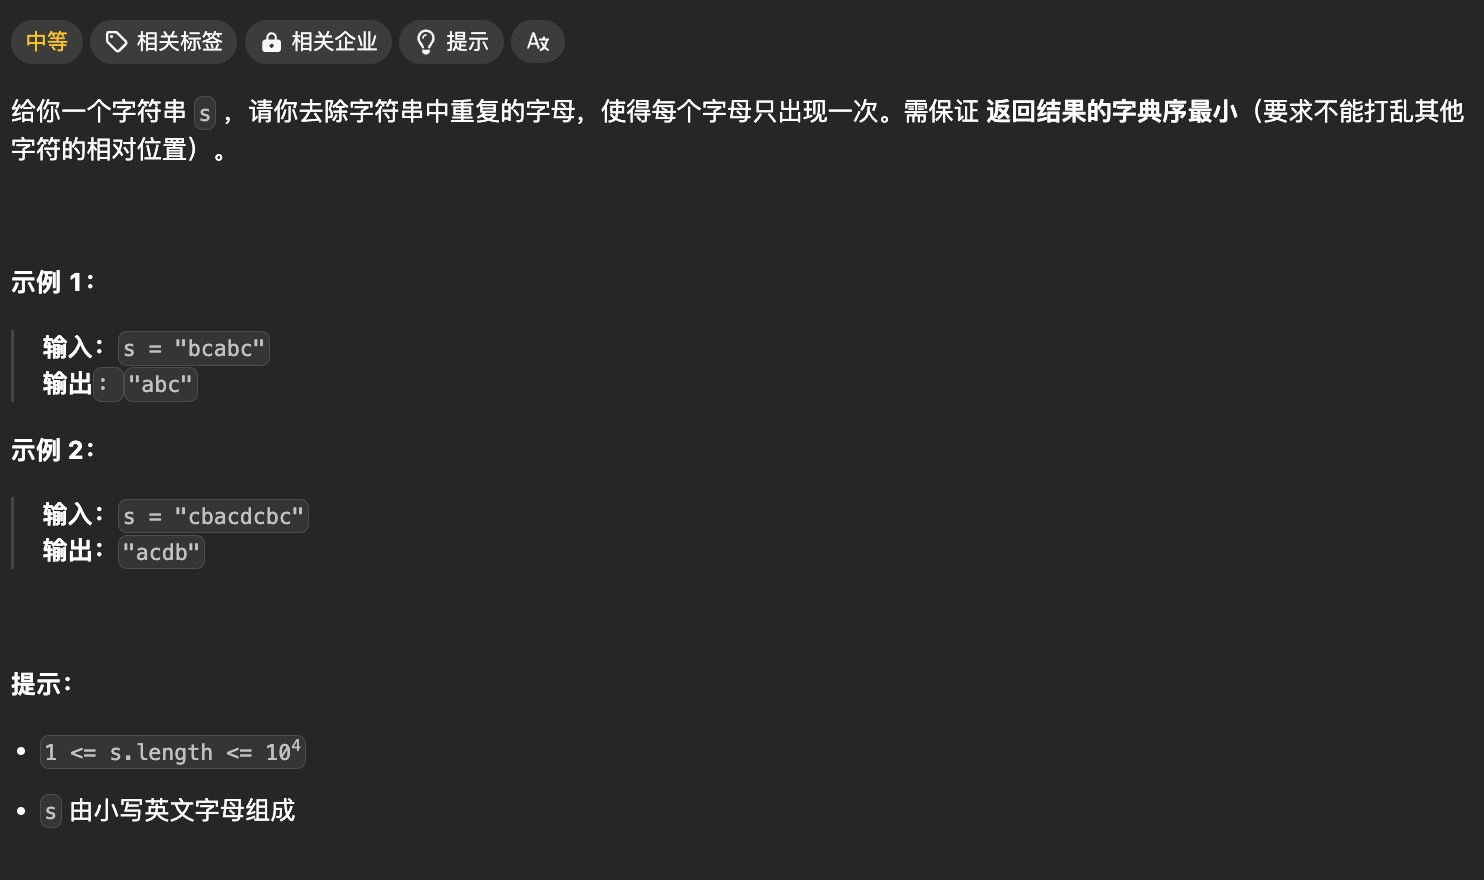 中等 相关标签 相关企业 提示
给你一个字符串 s ，请你去除字符串中重复的字母，使得每个字母只出现一次。需保证 返回结果的字典序最小（要求不能打乱其他
字符的相对位置）。
示例 1：
输入：s = "bcabc"
输出："abc"
示例 2：
输入：s = "cbacdcbc"
输出："acdb"
提示：
• 1 <= s.length <= 10⁴
• s 由小写英文字母组成